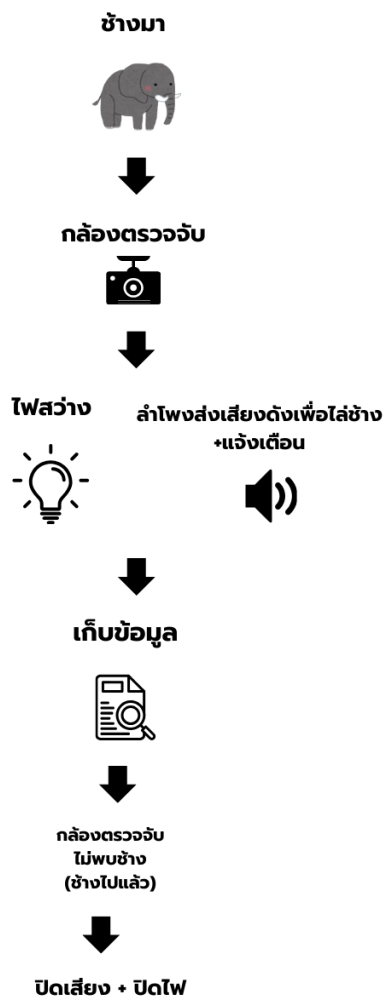 ช้างมา
กล้องตรวจจับ
ไฟสว่าง
ลำโพงส่งเสียงดังเพื่อไล่ช้าง
+แจ้งเตือน
เก็บข้อมูล
กล้องตรวจจับ
ไม่พบช้าง
(ช้างไปแล้ว)
ปิดเสียง + ปิดไฟ